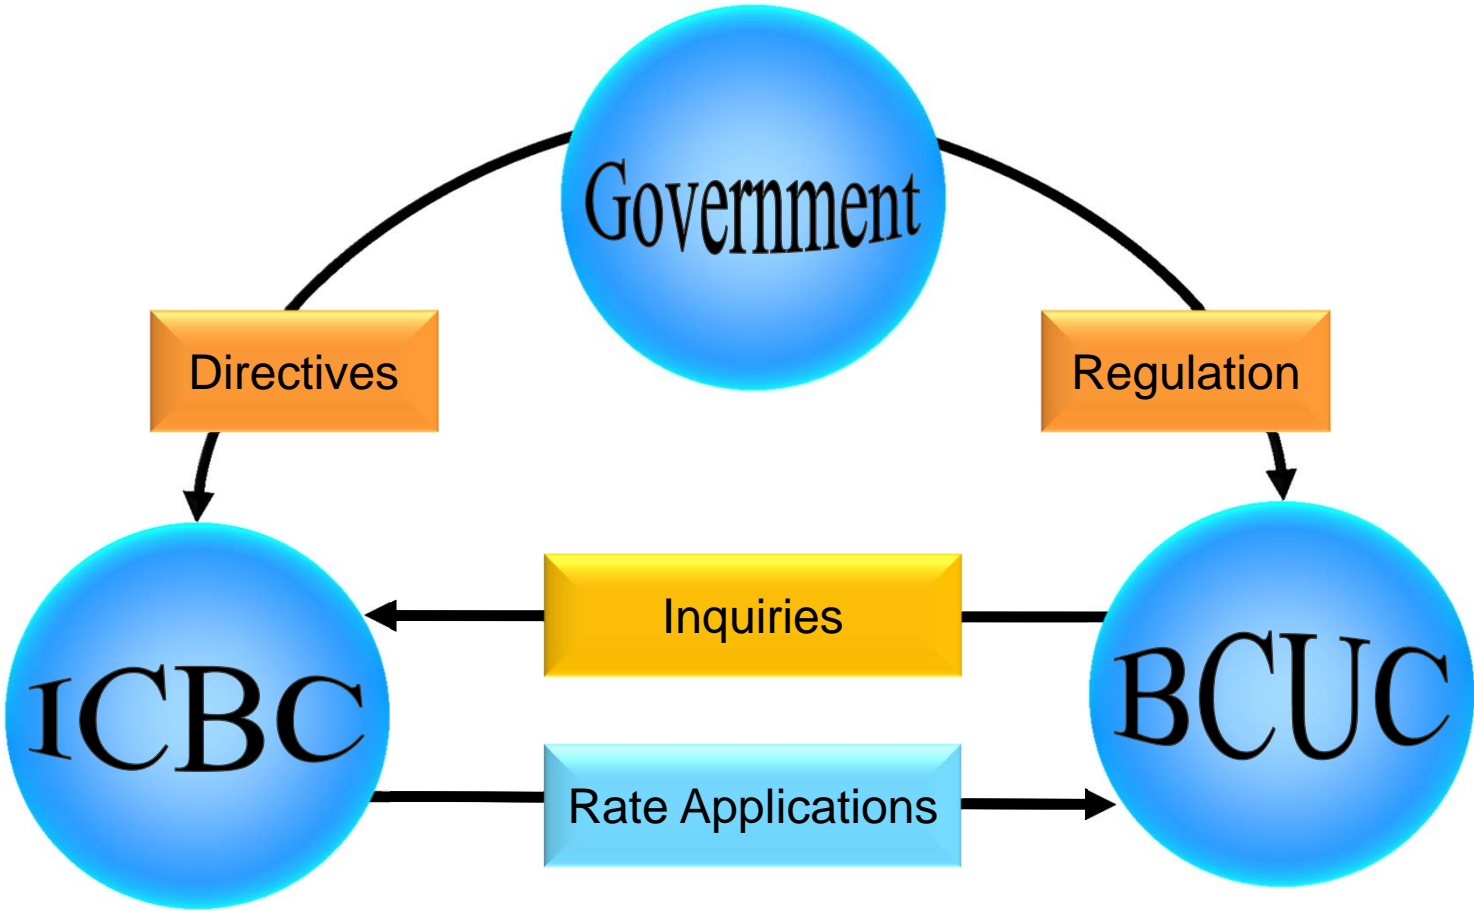 Government
Directives
Regulation
Inquiries
ICBC
BCUC
Rate Applications